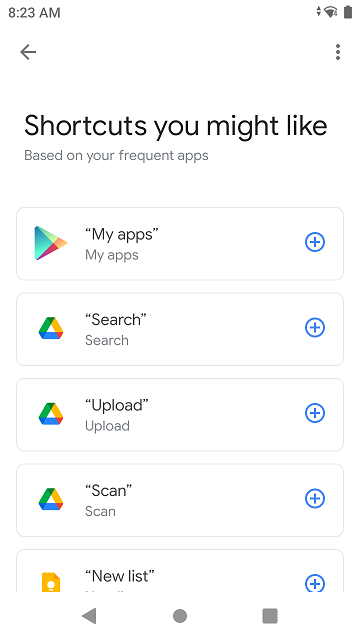 8:23 AM
Shortcuts you might like
Based on your frequent apps
“My apps”
My apps
“Search”
Search
“Upload”
Upload
“Scan”
Scan
“New list”